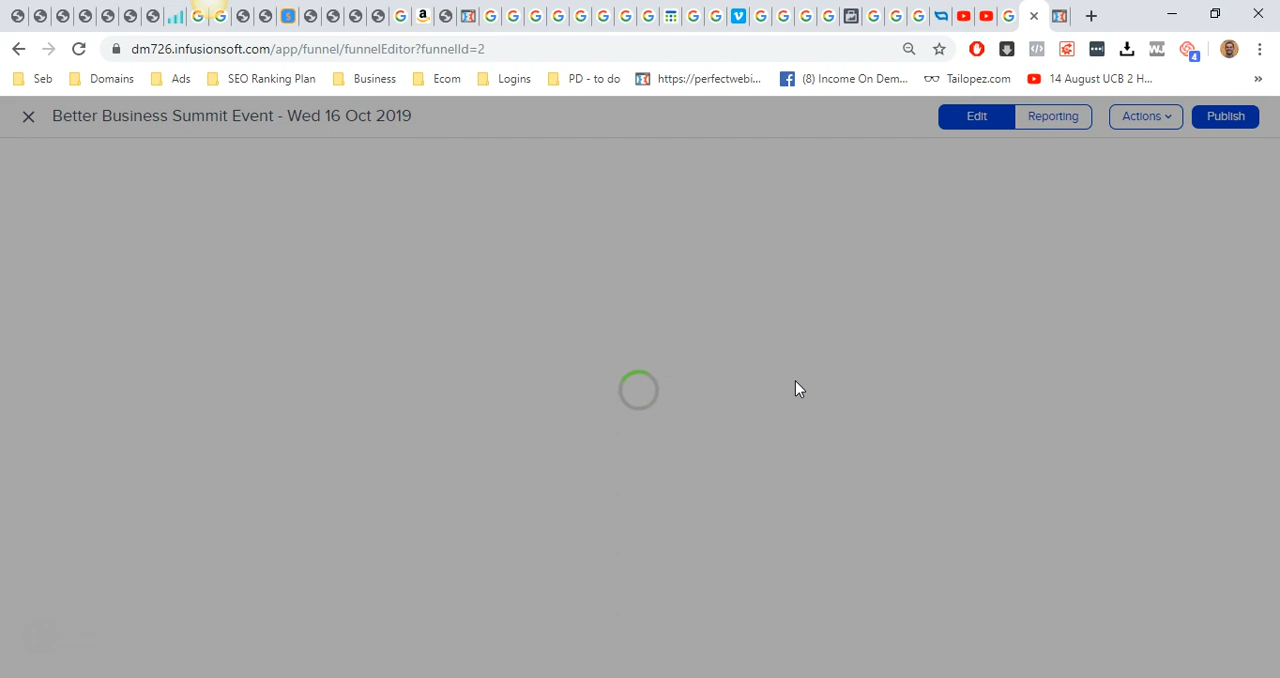 dm726.infusionsoft.com/app/funnel/funnelEditor?funnelId=2
4
Seb Domains Ads SEO Ranking Plan Business Ecom Logins PD - to do https://perfectwebi... (8) Income On Dem... Tailopez.com 14 August UCB 2 H... »
Better Business Summit Event - Wed 16 Oct 2019 Edit Reporting Actions Publish